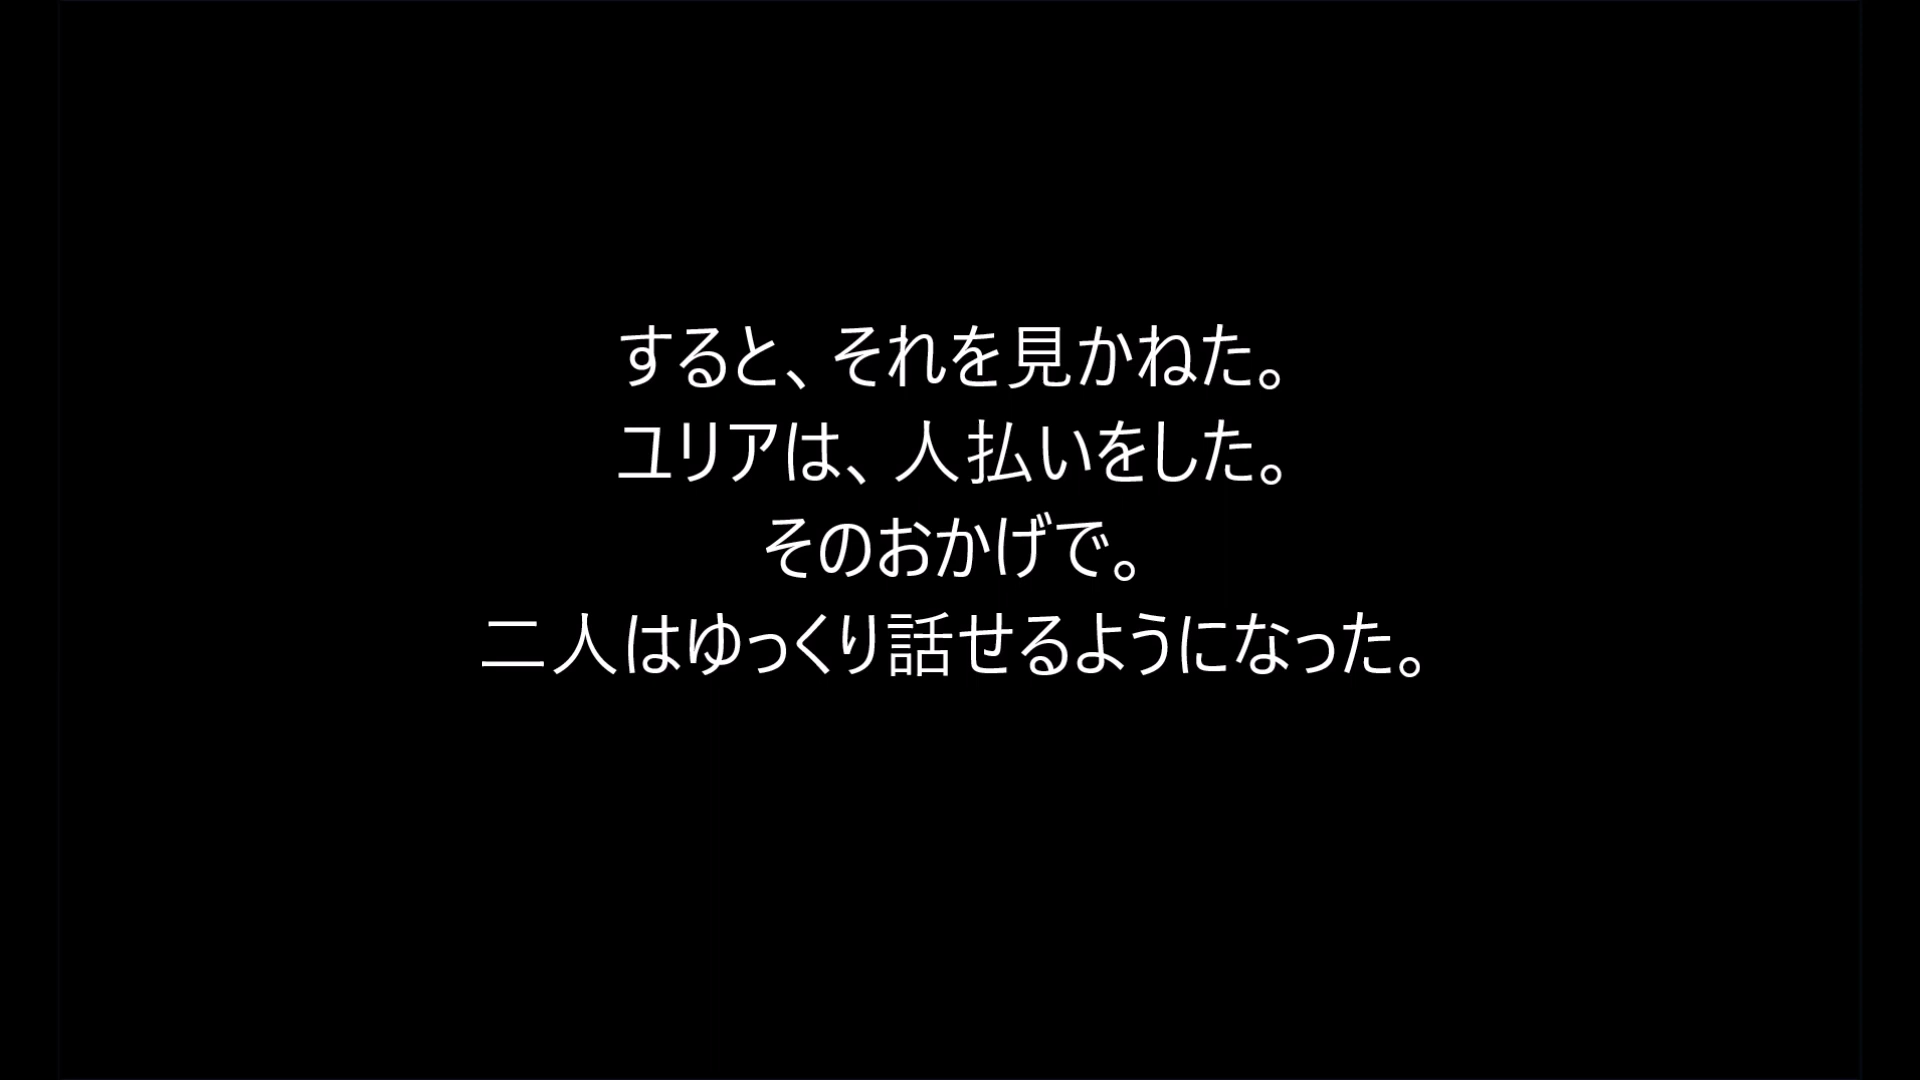 すると、それを見かねた。
ユリアは、人払いをした。
そのおかげで。
二人はゆっくり話せるようになった。